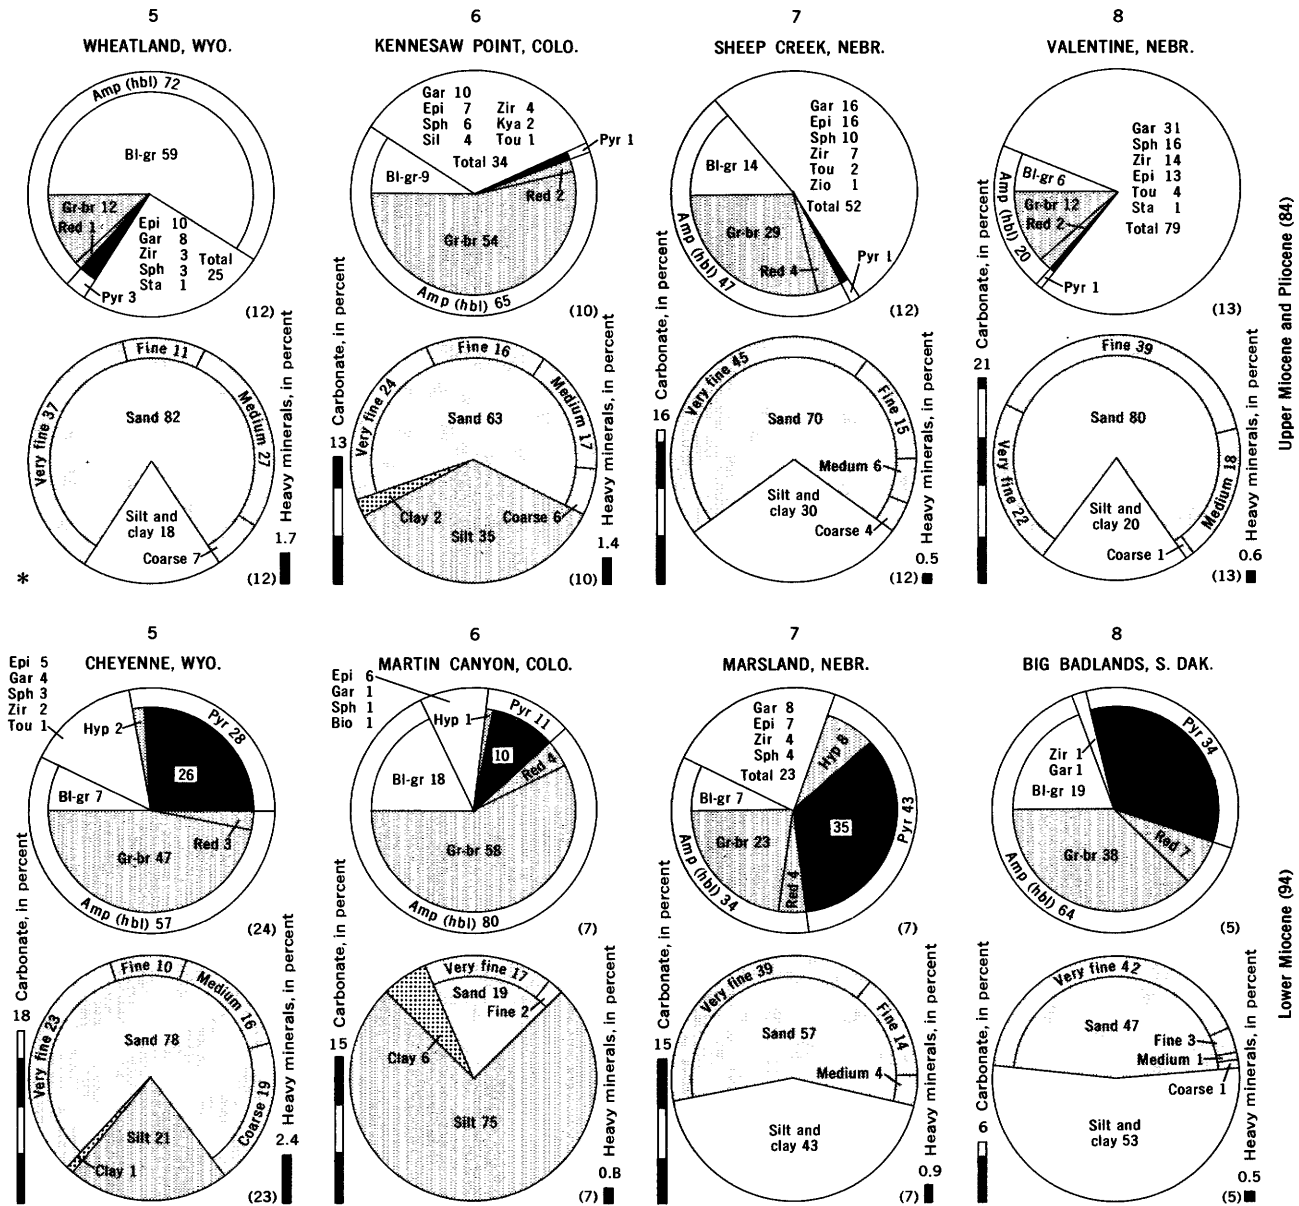 5
WHEATLAND, WYO.
Amp (hbl) 72
Bl-gr 59
Gr-br 12
Red 1
Epi 10
Gar 8
Zir 3
Sph 3
Sta 1
Total
25
Pyr 3
(12)
Fine 11
Medium 27
Very fine 37
Sand 82
Silt and
clay 18
Coarse 7
Heavy minerals, in percent
1.7
(12)
*
6
KENNESAW POINT, COLO.
Gar 10
Epi 7 Zir 4
Sph 6 Kya 2
Sil 4 Tou 1
Total 34
Pyr 1
Bl-gr-9
Red 2
Gr-br 54
Amp (hbl) 65
(10)
Carbonate, in percent
13
Fine 16
Very fine 24
Medium 17
Sand 63
Clay 2
Coarse 6
Silt 35
Heavy minerals, in percent
1.4
(10)
7
SHEEP CREEK, NEBR.
Gar 16
Epi 16
Sph 10
Zir 7
Tou 2
Zio 1
Total 52
Bl-gr 14
Gr-br 29
Red 4
Pyr 1
Amp (hbl) 47
(12)
Carbonate, in percent
16
Very fine 45
Fine 15
Sand 70
Medum 6
Silt and
clay 30
Coarse 4
Heavy minerals, in percent
0.5
(12)
8
VALENTINE, NEBR.
Gar 31
Sph 16
Zir 14
Epi 13
Tou 4
Sta 1
Total 79
Bl-gr 6
Gr-br 12
Red 2
Amp (hbl) 20
Pyr 1
(13)
Carbonate, in percent
21
Fine 39
Sand 80
Very fine 22
Medium 18
Silt and
clay 20
Coarse 1
Heavy minerals, in percent
0.6
(13)
Upper Miocene and Pliocene (84)
5
CHEYENNE, WYO.
Epi 5
Gar 4
Sph 3
Zir 2
Tou 1
Hyp 2
Pyr 28
26
Bl-gr 7
Red 3
Gr-br 47
Amp (hbl) 57
(24)
Carbonate, in percent
18
Fine 10
Medium 16
Very fine 23
Sand 78
Coarse 19
Silt 21
Clay 1
Heavy minerals, in percent
2.4
(23)
6
MARTIN CANYON, COLO.
Epi 6
Gar 1
Sph 1
Bio 1
Hyp 1
Pyr 11
10
Bl-gr 18
Red 4
Gr-br 58
Amp (hbl) 80
(7)
Carbonate, in percent
15
Very fine 17
Sand 19
Fine 2
Clay 6
Silt 75
Heavy minerals, in percent
0.8
(7)
7
MARSLAND, NEBR.
Gar 8
Epi 7
Zir 4
Sph 4
Total 23
Hyp 8
Bl-gr 7
35
Pyr 43
Gr-br 23
Red 4
Amp (hbl) 34
(7)
Carbonate, in percent
15
Very fine 39
Fine 14
Sand 57
Medium 4
Silt and
clay 43
Heavy minerals, in percent
0.9
(7)
8
BIG BADLANDS, S. DAK.
Pyr 34
Zir 1
Gar 1
Bl-gr 19
Red 7
Gr-br 38
Amp (hbl) 64
(5)
Carbonate, in percent
6
Very fine 42
Sand 47
Fine 3
Medium 1
Coarse 1
Silt and
clay 53
Heavy minerals, in percent
0.5
(5)
Lower Miocene (94)